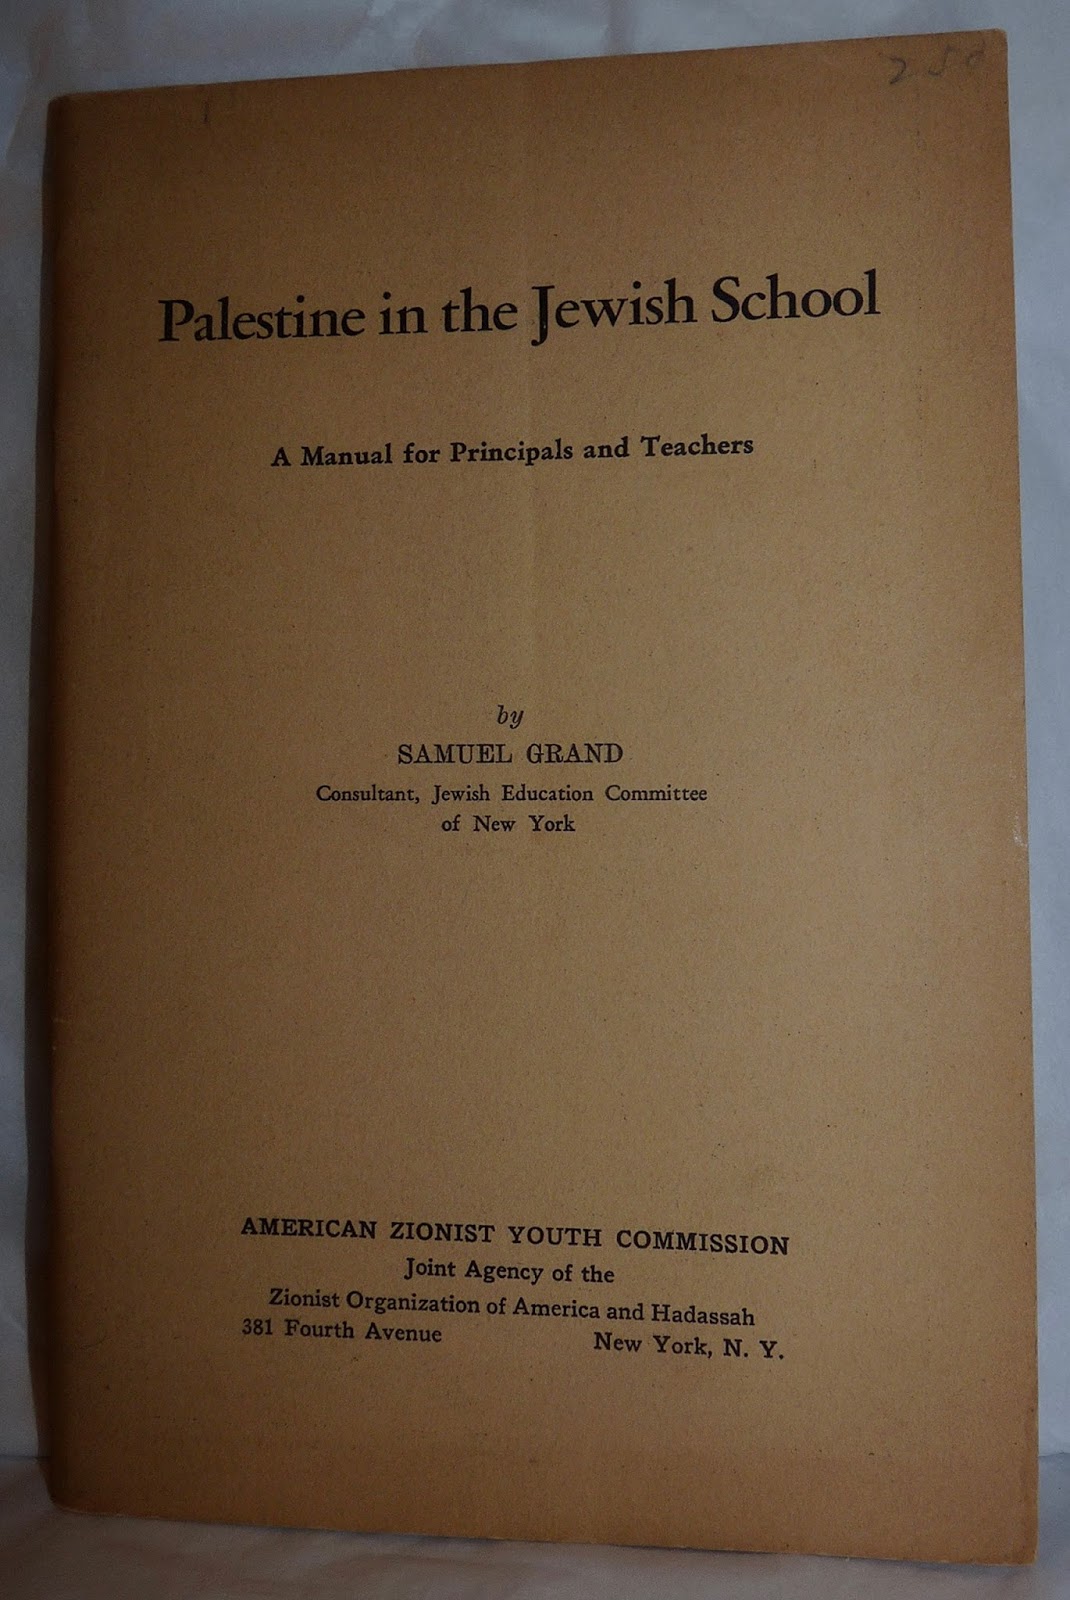 Palestine in the Jewish School
A Manual for Principals and Teachers
by
SAMUEL GRAND
Consultant, Jewish Education Committee
of New York
AMERICAN ZIONIST YOUTH COMMISSION
Joint Agency of the
Zionist Organization of America and Hadassah
381 Fourth Avenue New York, N. Y.